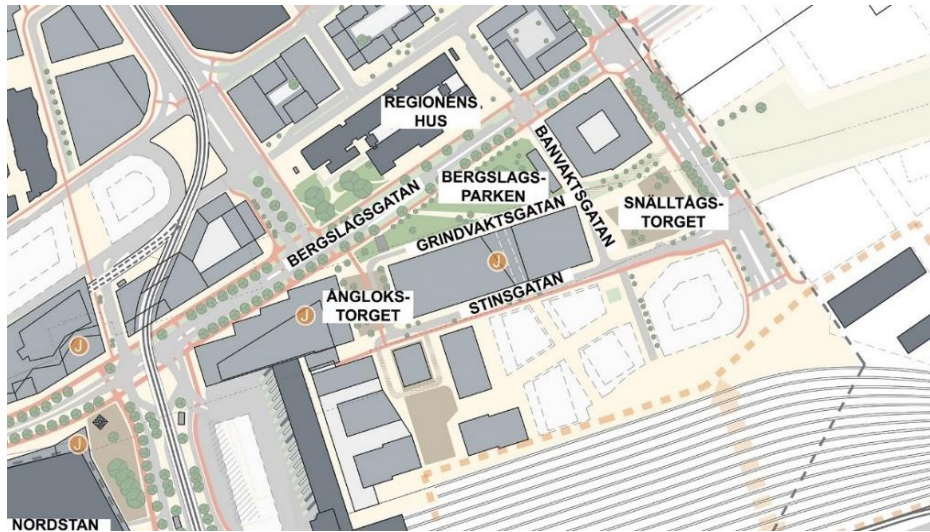 REGIONENS
HUS
BERGSLAGSGATAN
BERGSLAGS-
PARKEN
BANVAKTSGATAN
GRINDVAKTSGATAN
SNÄLLTÅGS-
TORGET
J
STINSGATAN
ÅNGLOKS-
TORGET
J
J
J
NORDSTAN